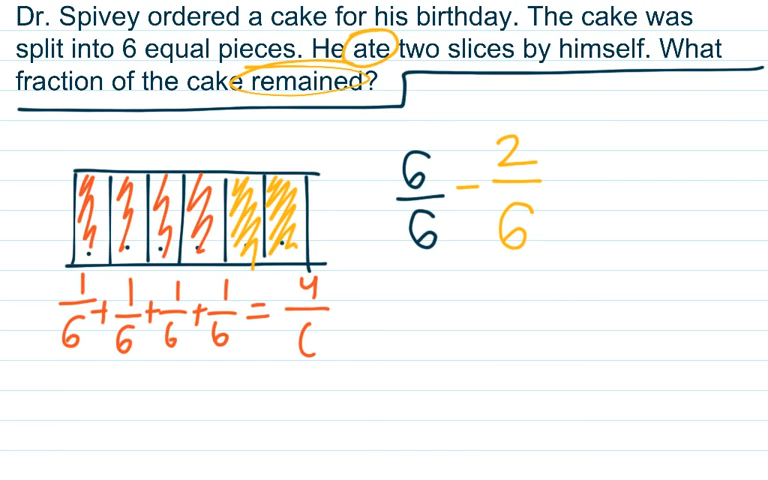 Dr. Spivey ordered a cake for his birthday. The cake was
split into 6 equal pieces. He ate two slices by himself. What
fraction of the cake remained?
6/6 - 2/6
1/6 + 1/6 + 1/6 + 1/6 = 4/(